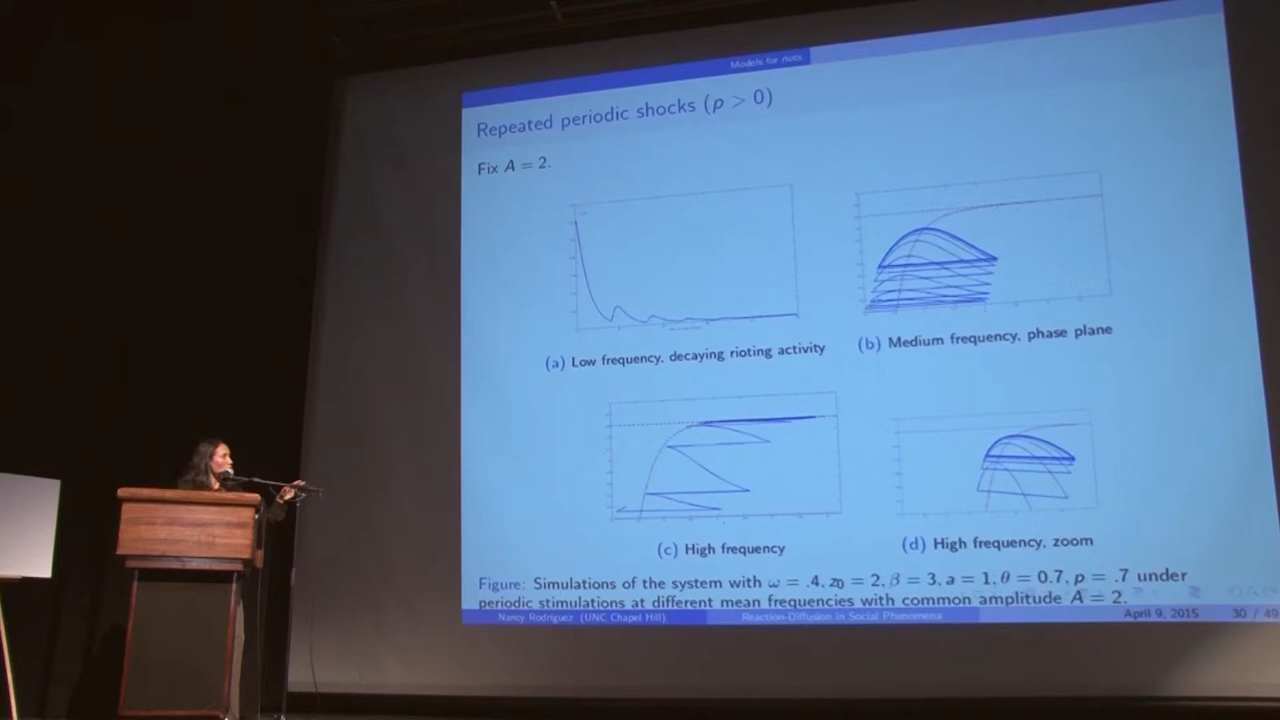 Models for riots
Repeated periodic shocks (p > 0)
Fix A = 2.
(a) Low frequency, decaying rioting activity
(b) Medium frequency, phase plane
(c) High frequency
(d) High frequency, zoom
Figure: Simulations of the system with ω = .4, z₀ = 2, β = 3, a = 1, θ = 0.7, p = .7 under
periodic stimulations at different mean frequencies with common amplitude A = 2.
Nancy Rodriguez (UNC Chapel Hill) Reaction-Diffusion in Social Phenomena April 9, 2015 30 / 49